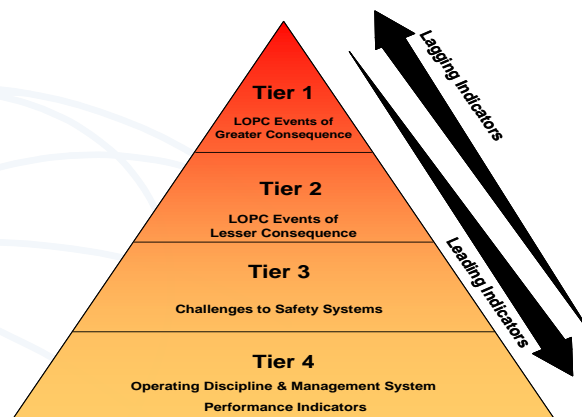 Tier 1
LOPC Events of
Greater Consequence
Tier 2
LOPC Events of
Lesser Consequence
Tier 3
Challenges to Safety Systems
Tier 4
Operating Discipline & Management System
Performance Indicators
Lagging Indicators
Leading Indicators